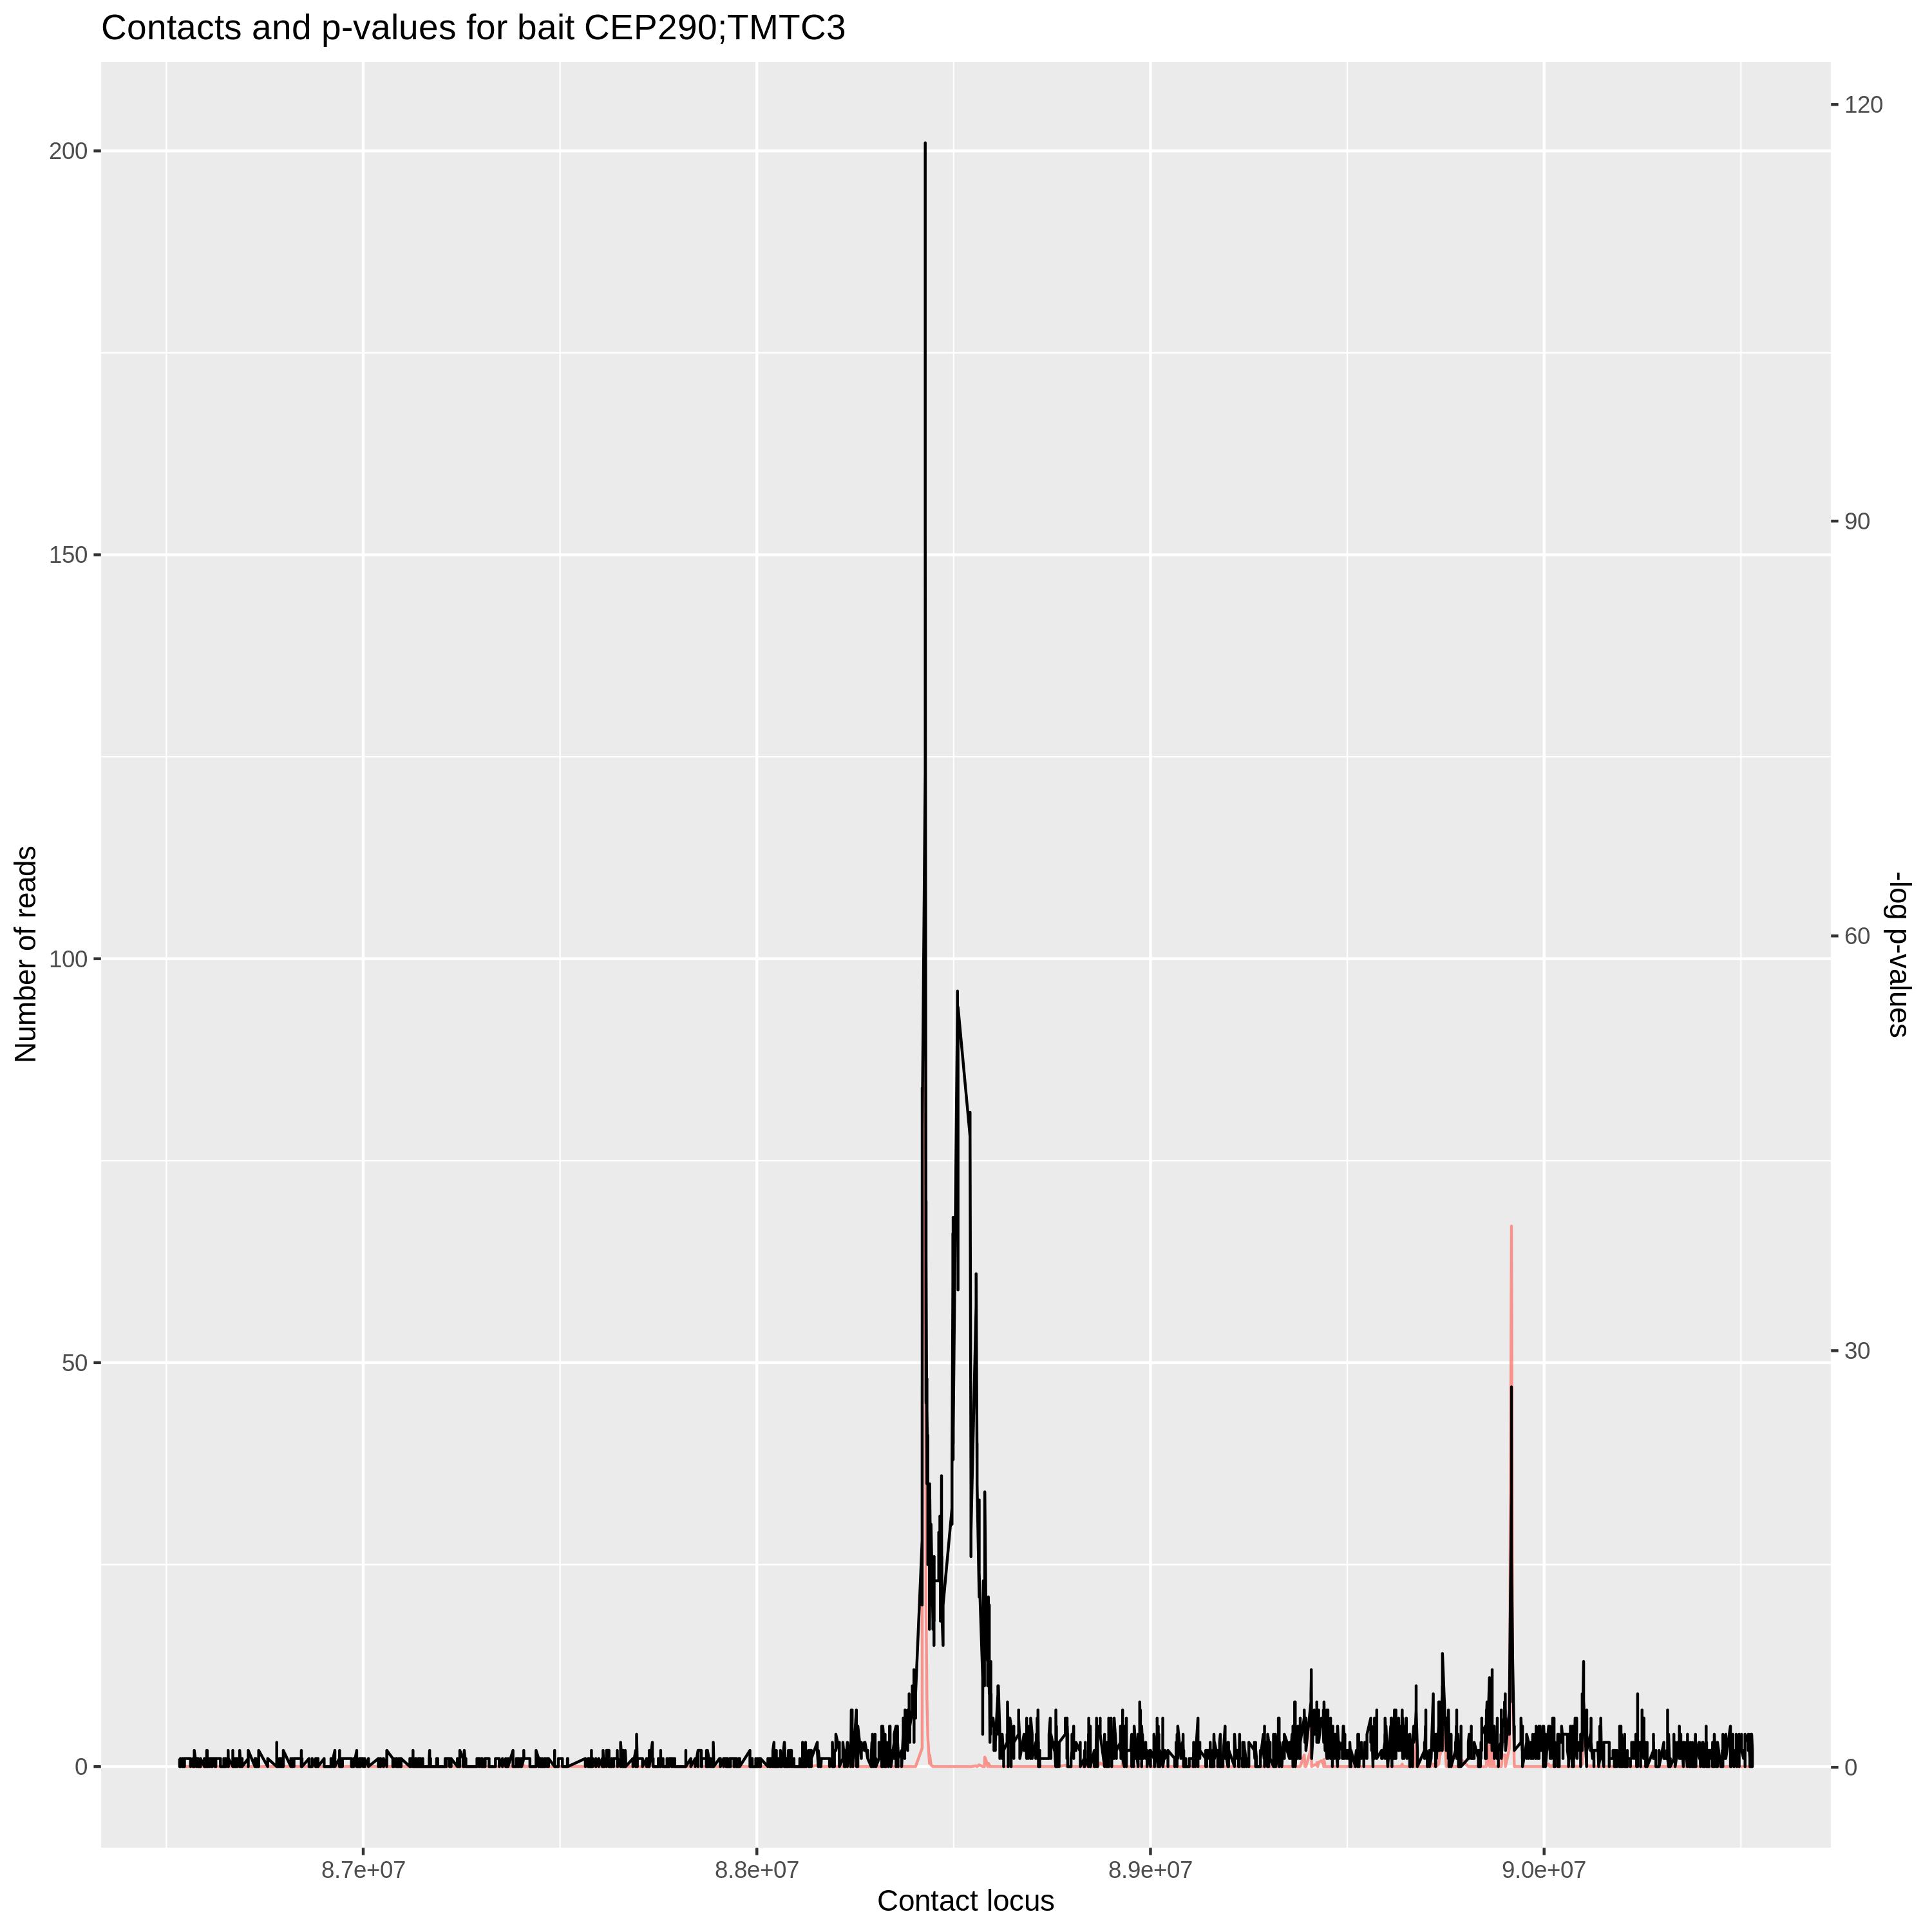 Contacts and p-values for bait CEP290;TMTC3
200
150
100
50
0
Number of reads
120
90
60
30
0
-log p-values
8.7e+07
8.8e+07
8.9e+07
9.0e+07
Contact locus